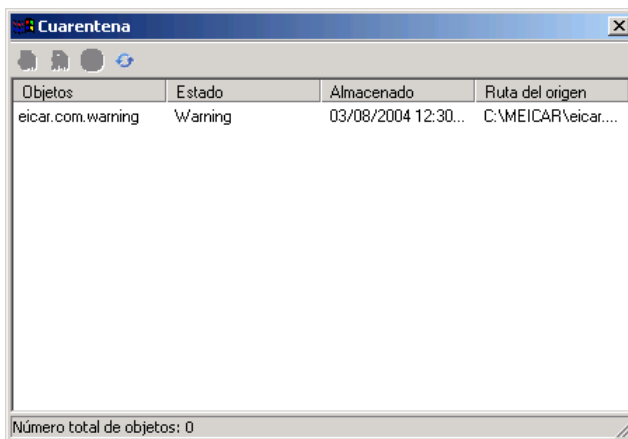 Cuarentena
Objetos Estado Almacenado Ruta del origen
eicar.com.warning Warning 03/08/2004 12:30... C:\MEICAR\eicar....
Número total de objetos: 0